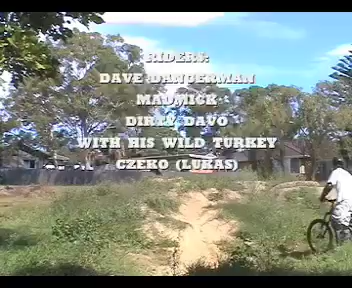 RIDERS:
DAVE DANGERMAN
MADMICK
DIRTY DAVO
WITH HIS WILD TURKEY
CZEKO (LUKAS)